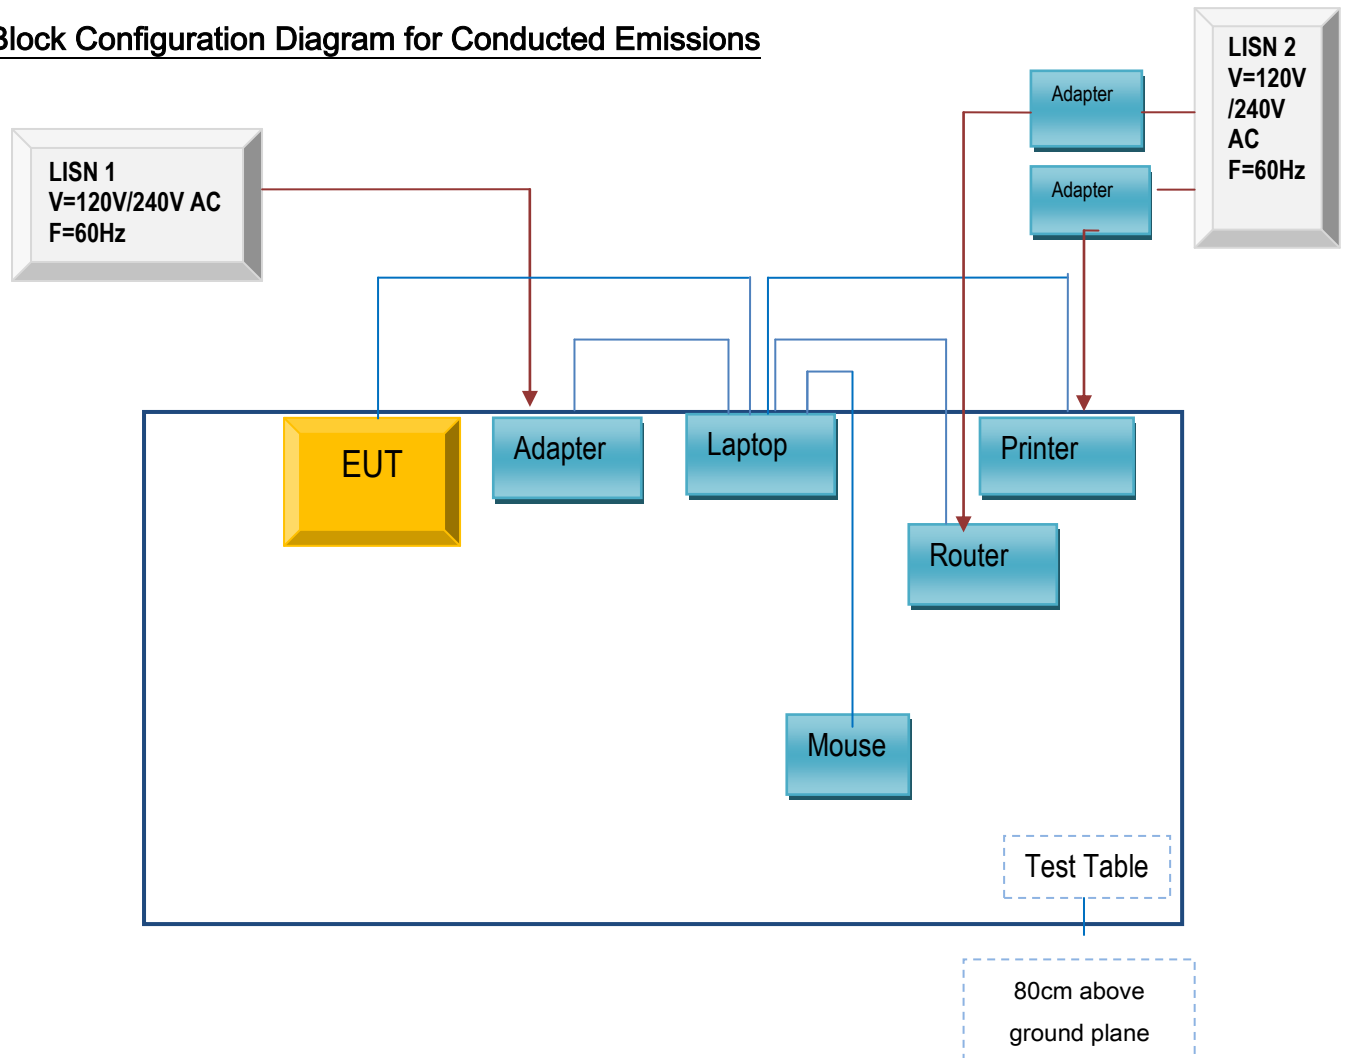 Block Configuration Diagram for Conducted Emissions
LISN 2
V=120V
/240V
AC
F=60Hz
Adapter
Adapter
LISN 1
V=120V/240V AC
F=60Hz
EUT
Adapter
Laptop
Printer
Router
Mouse
Test Table
80cm above
ground plane